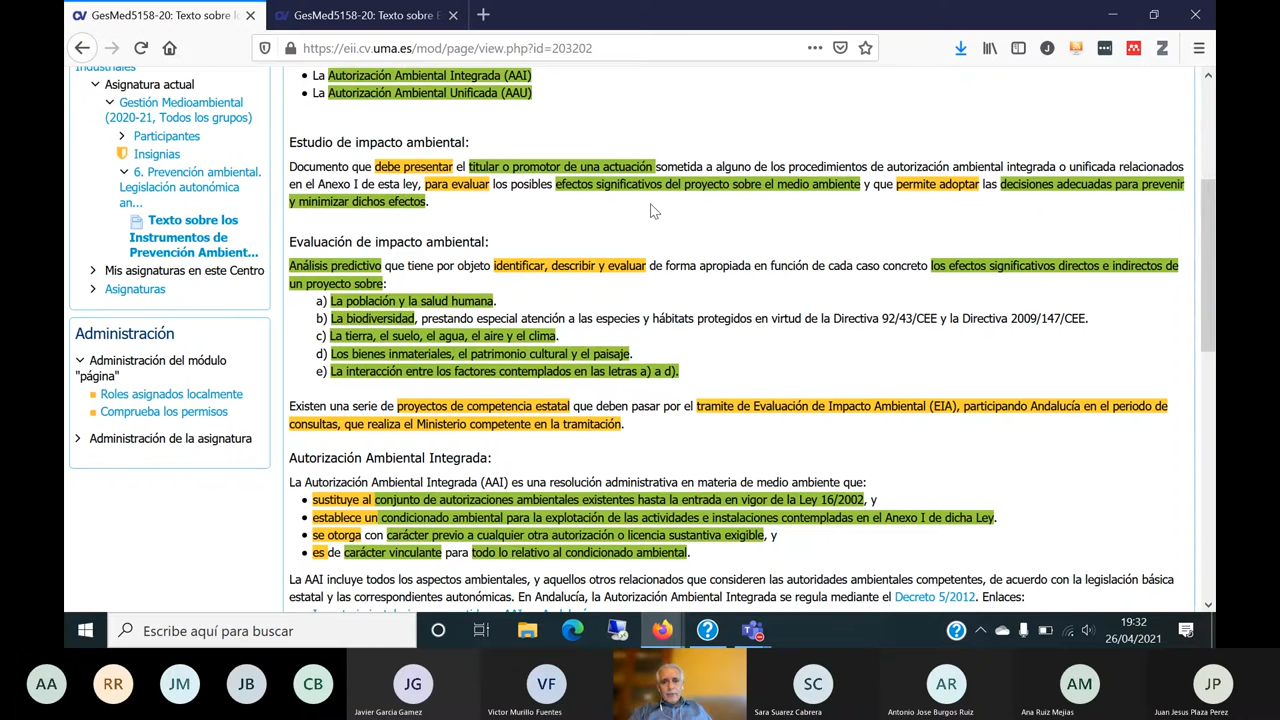 GesMed5158-20: Texto sobre lo
GesMed5158-20: Texto sobre E
https://eii.cv.uma.es/mod/page/view.php?id=203202
Industriales
Asignatura actual
Gestión Medioambiental
(2020-21, Todos los grupos)
Participantes
Insignias
6. Prevención ambiental.
Legislación autonómica
an...
Texto sobre los
Instrumentos de
Prevención Ambient...
Mis asignaturas en este Centro
Asignaturas
Administración
Administración del módulo
"página"
Roles asignados localmente
Comprueba los permisos
Administración de la asignatura
• La Autorización Ambiental Integrada (AAI)
• La Autorización Ambiental Unificada (AAU)
Estudio de impacto ambiental:
Documento que debe presentar el titular o promotor de una actuación sometida a alguno de los procedimientos de autorización ambiental integrada o unificada relacionados
en el Anexo I de esta ley, para evaluar los posibles efectos significativos del proyecto sobre el medio ambiente y que permite adoptar las decisiones adecuadas para prevenir
y minimizar dichos efectos.
Evaluación de impacto ambiental:
Análisis predictivo que tiene por objeto identificar, describir y evaluar de forma apropiada en función de cada caso concreto los efectos significativos directos e indirectos de
un proyecto sobre:
a) La población y la salud humana.
b) La biodiversidad, prestando especial atención a las especies y hábitats protegidos en virtud de la Directiva 92/43/CEE y la Directiva 2009/147/CEE.
c) La tierra, el suelo, el agua, el aire y el clima.
d) Los bienes inmateriales, el patrimonio cultural y el paisaje.
e) La interacción entre los factores contemplados en las letras a) a d).
Existen una serie de proyectos de competencia estatal que deben pasar por el tramite de Evaluación de Impacto Ambiental (EIA), participando Andalucía en el periodo de
consultas, que realiza el Ministerio competente en la tramitación.
Autorización Ambiental Integrada:
La Autorización Ambiental Integrada (AAI) es una resolución administrativa en materia de medio ambiente que:
• sustituye al conjunto de autorizaciones ambientales existentes hasta la entrada en vigor de la Ley 16/2002, y
• establece un condicionado ambiental para la explotación de las actividades e instalaciones contempladas en el Anexo I de dicha Ley.
• se otorga con carácter previo a cualquier otra autorización o licencia sustantiva exigible, y
• es de carácter vinculante para todo lo relativo al condicionado ambiental.
La AAI incluye todos los aspectos ambientales, y aquellos otros relacionados que consideren las autoridades ambientales competentes, de acuerdo con la legislación básica
estatal y las correspondientes autonómicas. En Andalucía, la Autorización Ambiental Integrada se regula mediante el Decreto 5/2012. Enlaces:
Escribe aquí para buscar
19:32
26/04/2021
AA
RR
JM
JB
CB
JG
VF
SC
AR
AM
JP
Javier Garcia Gamez
Victor Murillo Fuentes
Sara Suarez Cabrera
Antonio Jose Burgos Ruiz
Ana Ruiz Mejias
Juan Jesus Plaza Perez